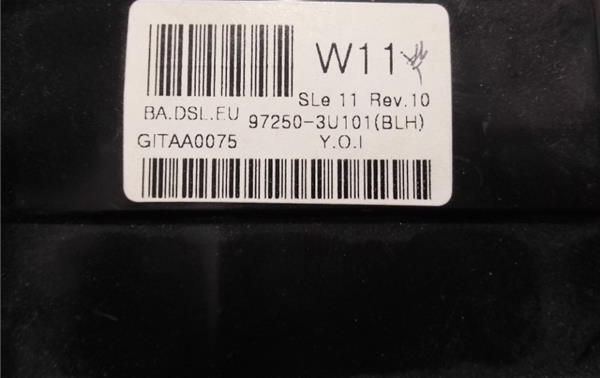 W11
SLe 11 Rev.10
BA.DSL.EU 97250-3U101(BLH)
GITAA0075 Y.O.I